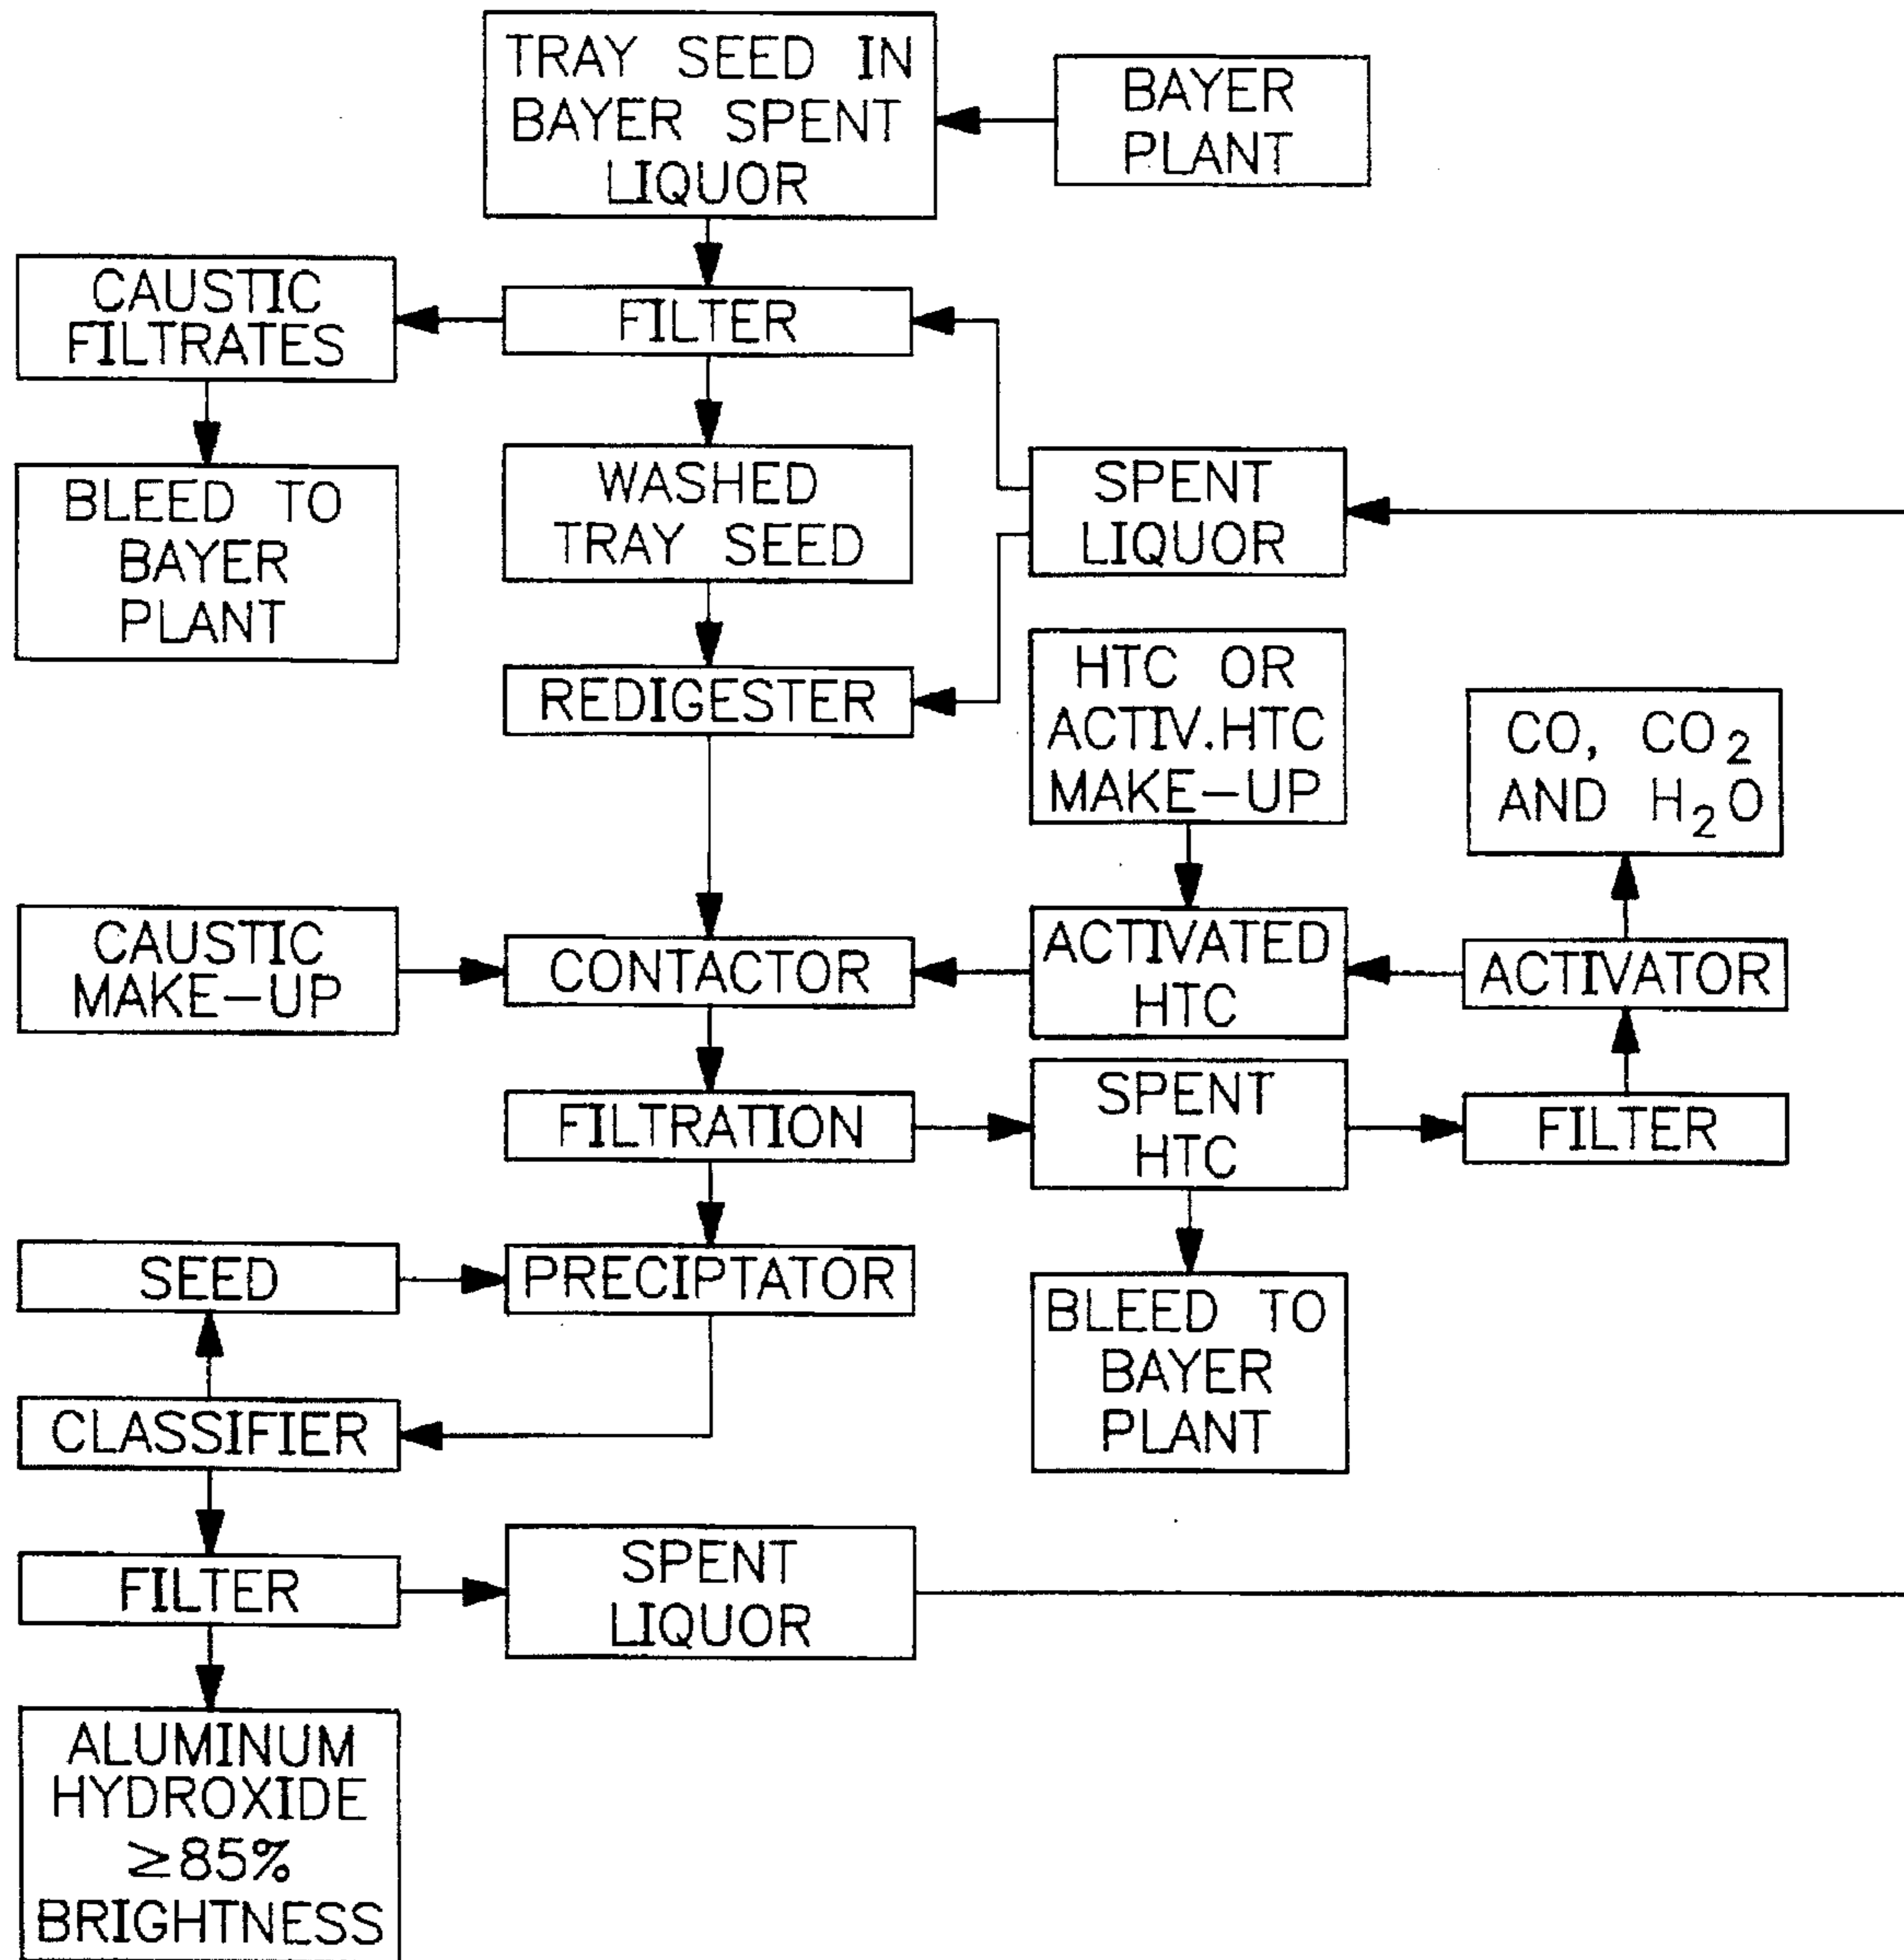 TRAY SEED IN
BAYER SPENT
LIQUOR
BAYER
PLANT
CAUSTIC
FILTRATES
FILTER
BLEED TO
BAYER
PLANT
WASHED
TRAY SEED
SPENT
LIQUOR
REDIGESTER
HTC OR
ACTIV.HTC
MAKE-UP
CO, CO₂
AND H₂O
CAUSTIC
MAKE-UP
CONTACTOR
ACTIVATED
HTC
ACTIVATOR
FILTRATION
SPENT
HTC
FILTER
SEED
PRECIPTATOR
BLEED TO
BAYER
PLANT
CLASSIFIER
FILTER
SPENT
LIQUOR
ALUMINUM
HYDROXIDE
≥85%
BRIGHTNESS